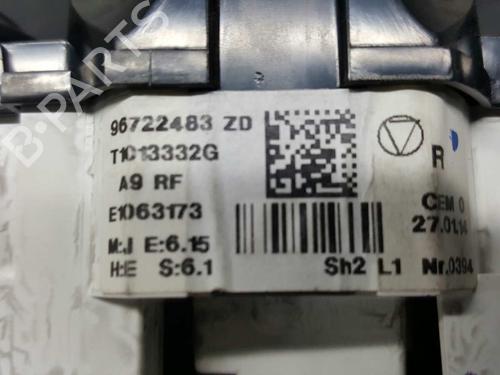 96722483 ZD
T1013332G
A9 RF
E1063173
M:J E:6.15
H:E S:6.1
R
CEM 0
27.01.14
Sh2 L1 Nr.0394
B-PARTS